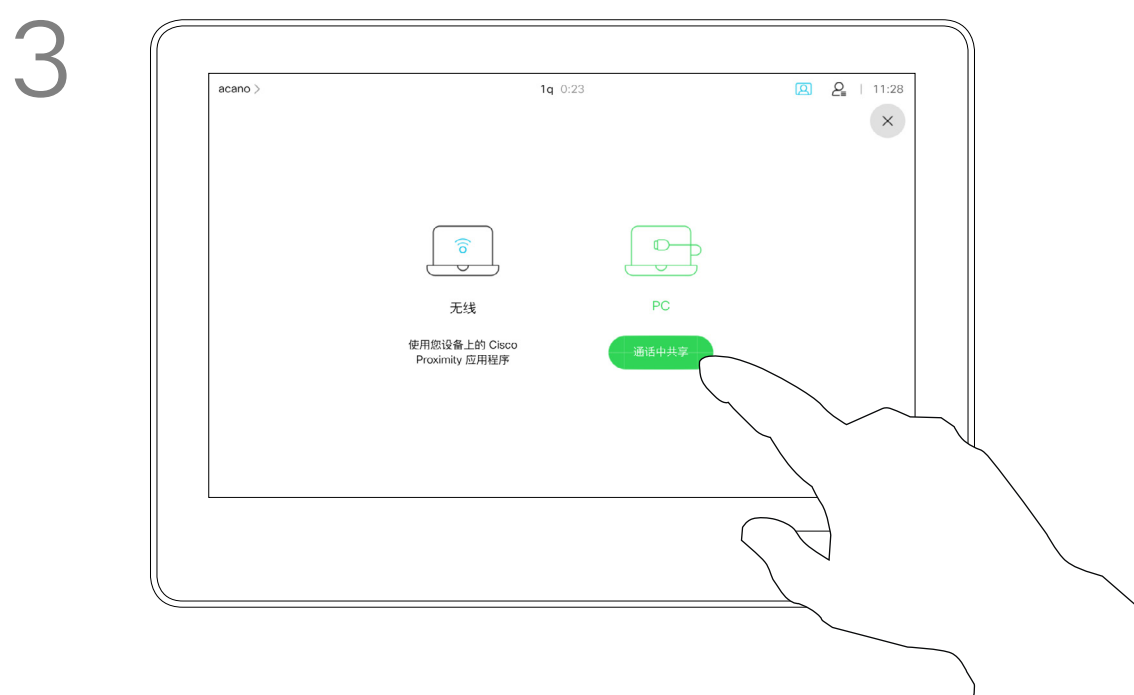 3
acano >
1q 0:23
11:28
无线
使用您设备上的 Cisco
Proximity 应用程序
PC
通话中共享